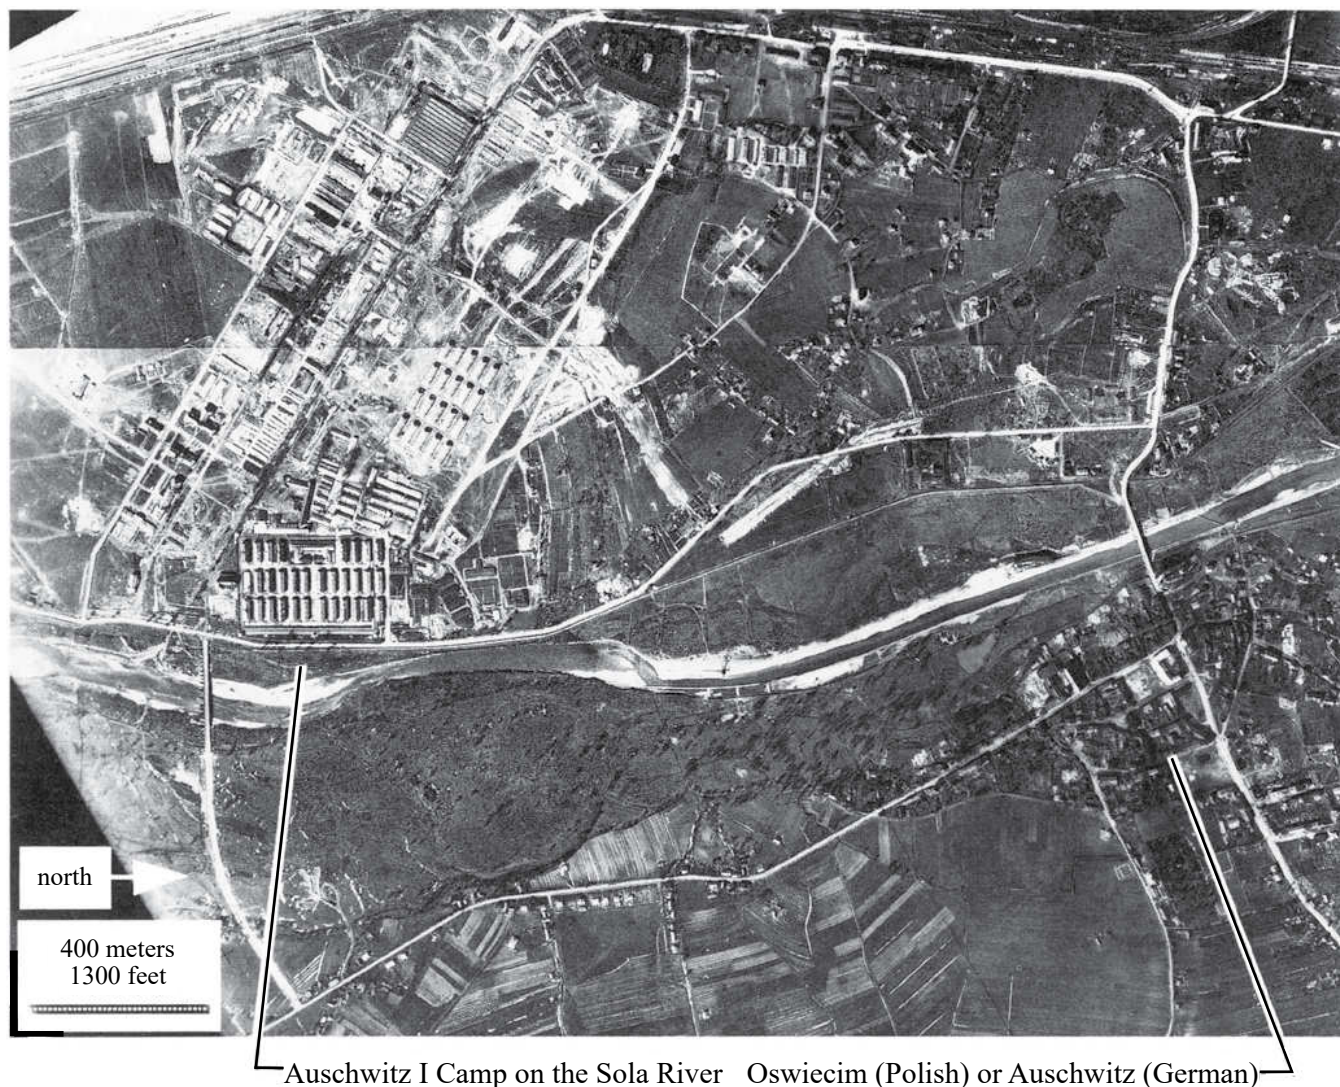 north
400 meters
1300 feet
Auschwitz I Camp on the Sola River
Oswiecim (Polish) or Auschwitz (German)